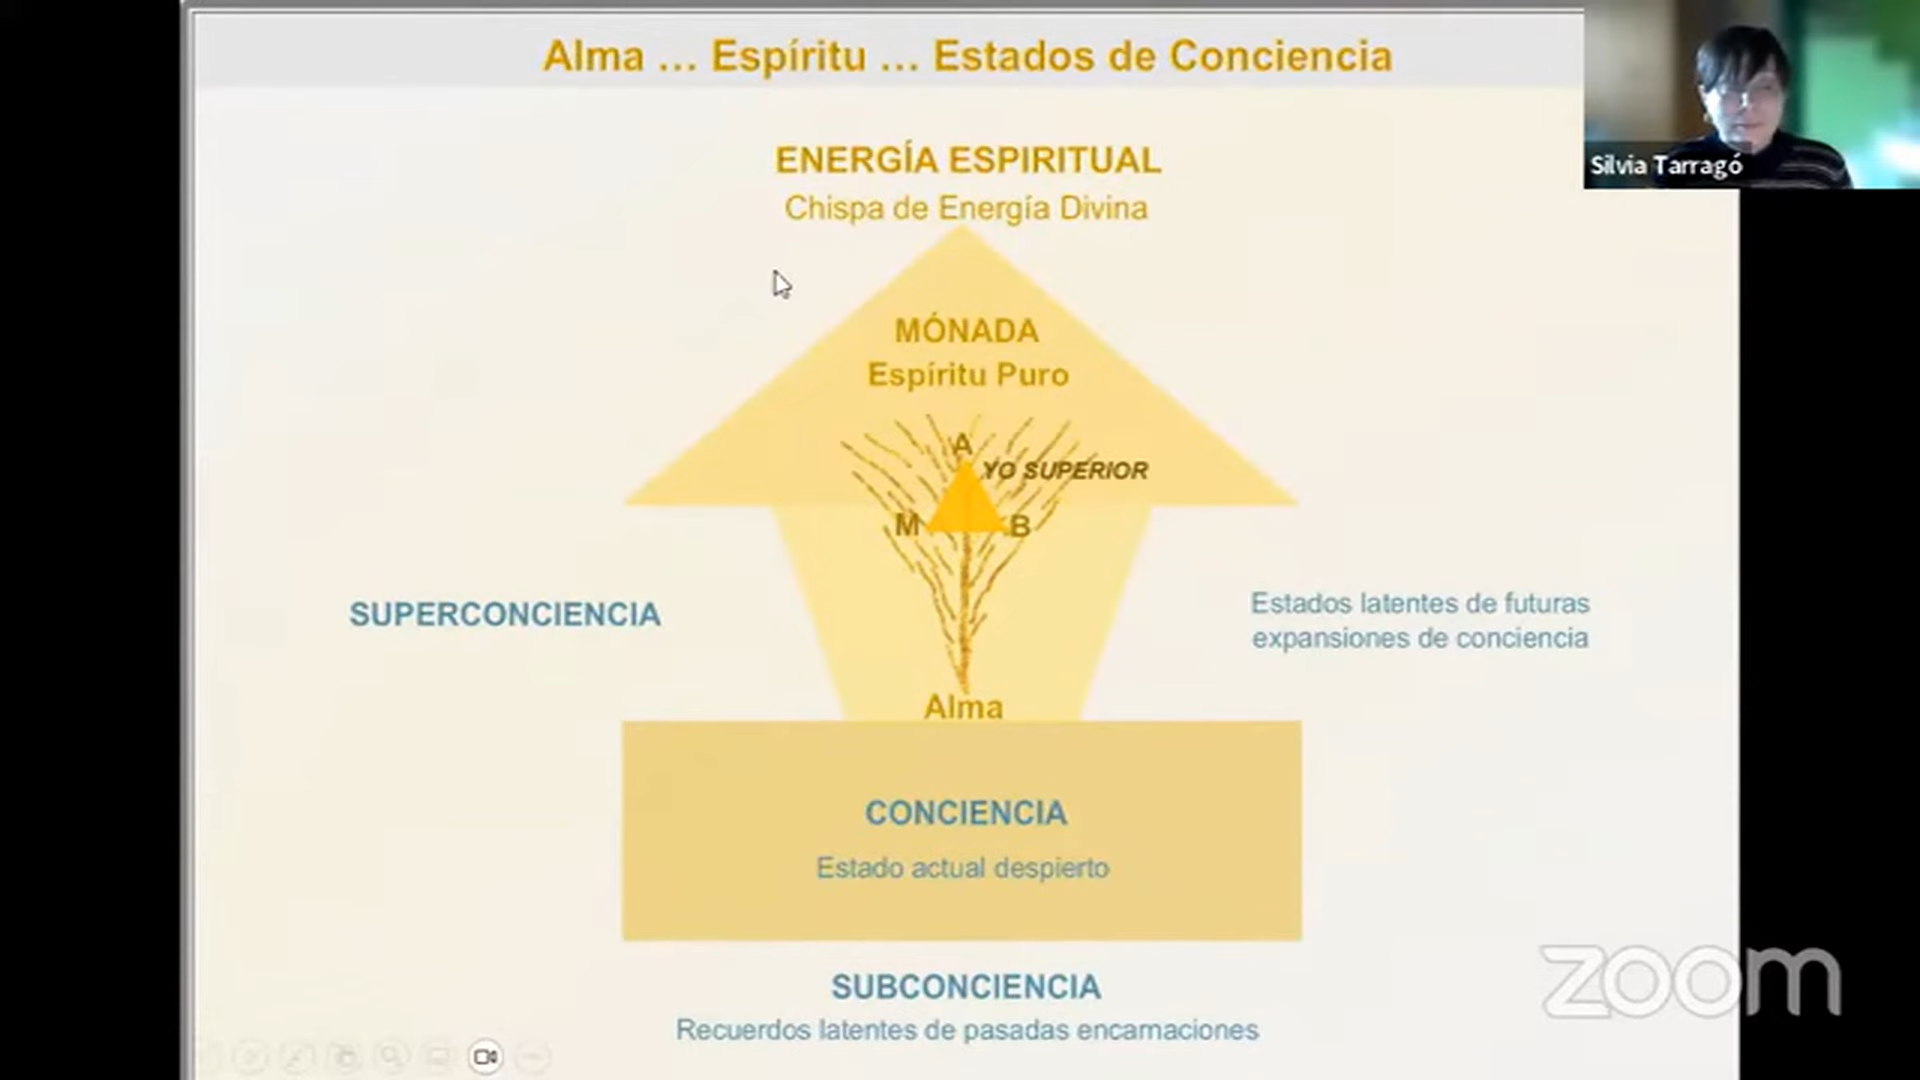 Alma ... Espíritu ... Estados de Conciencia
Silvia Tarragó
ENERGÍA ESPIRITUAL
Chispa de Energía Divina
MÓNADA
Espíritu Puro
A
YO SUPERIOR
M B
SUPERCONCIENCIA
Estados latentes de futuras
expansiones de conciencia
Alma
CONCIENCIA
Estado actual despierto
SUBCONCIENCIA
Recuerdos latentes de pasadas encarnaciones
zoom